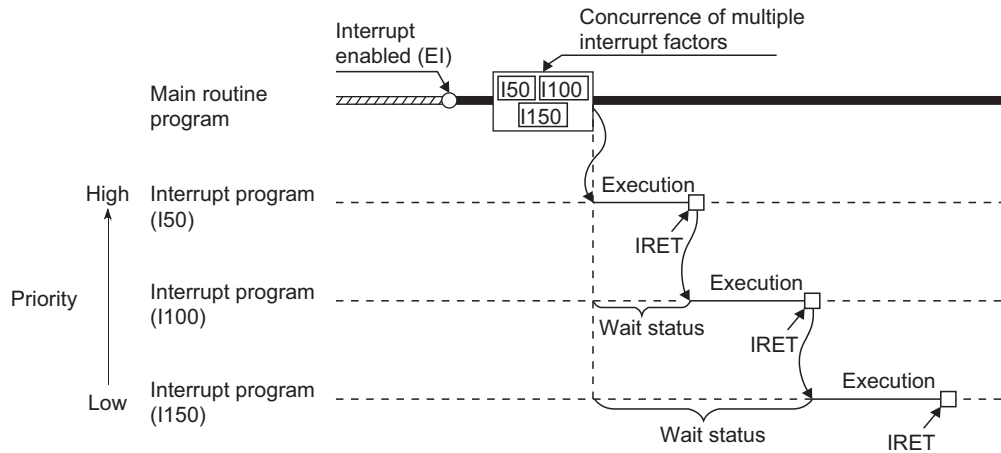 Concurrence of multiple
interrupt factors
Interrupt
enabled (EI)
I50
I100
I150
Main routine
program
High
Interrupt program
(I50)
Execution
IRET
Priority
Interrupt program
(I100)
Execution
Wait status
IRET
Low
Interrupt program
(I150)
Execution
Wait status
IRET